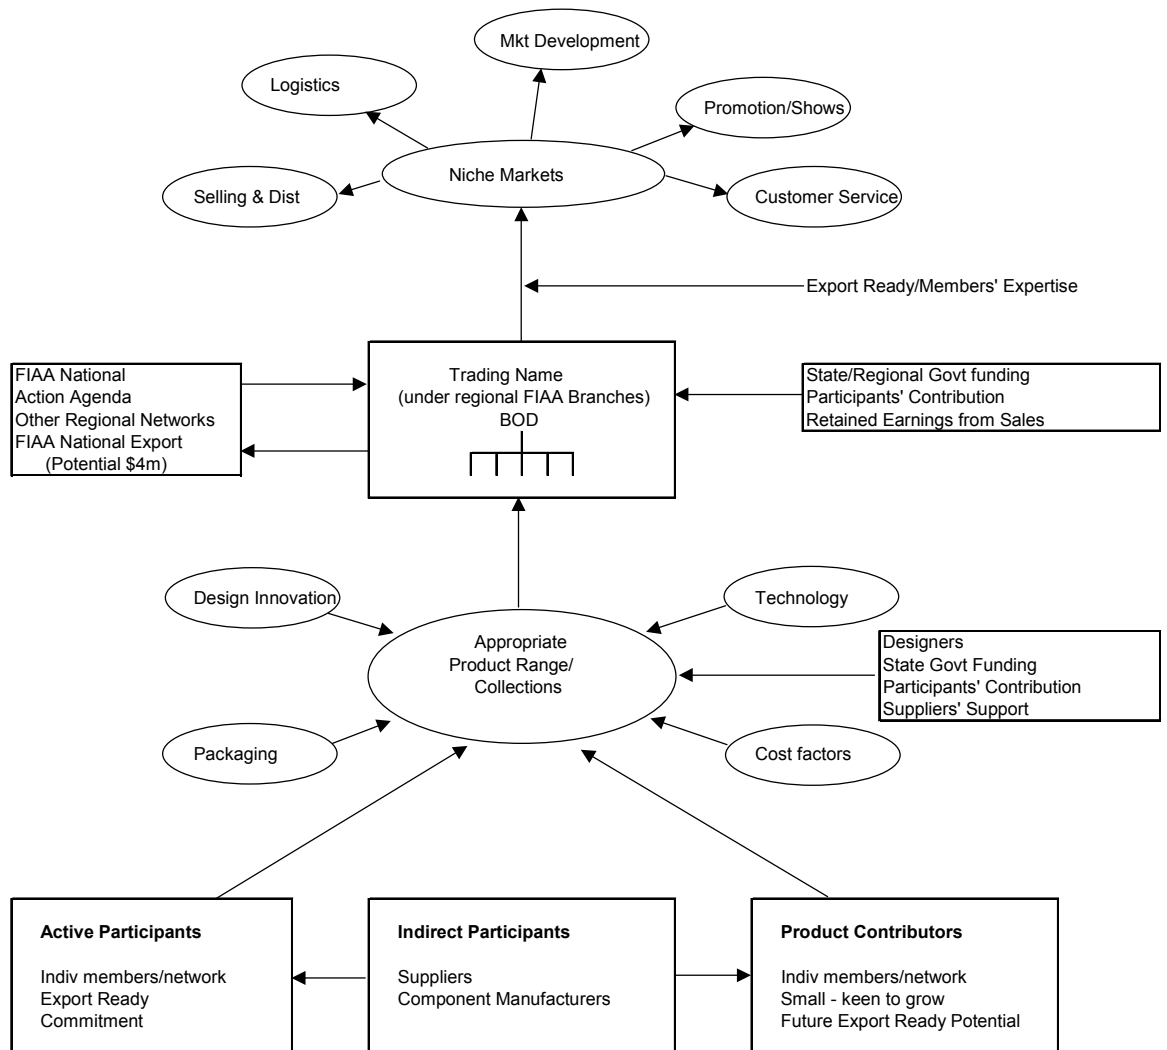 Mkt Development
Logistics
Promotion/Shows
Niche Markets
Selling & Dist
Customer Service
Export Ready/Members' Expertise
FIAA National
Action Agenda
Other Regional Networks
FIAA National Export
(Potential $4m)
Trading Name
(under regional FIAA Branches)
BOD
State/Regional Govt funding
Participants' Contribution
Retained Earnings from Sales
Design Innovation
Technology
Appropriate
Product Range/
Collections
Designers
State Govt Funding
Participants' Contribution
Suppliers' Support
Packaging
Cost factors
Active Participants
Indiv members/network
Export Ready
Commitment
Indirect Participants
Suppliers
Component Manufacturers
Product Contributors
Indiv members/network
Small - keen to grow
Future Export Ready Potential